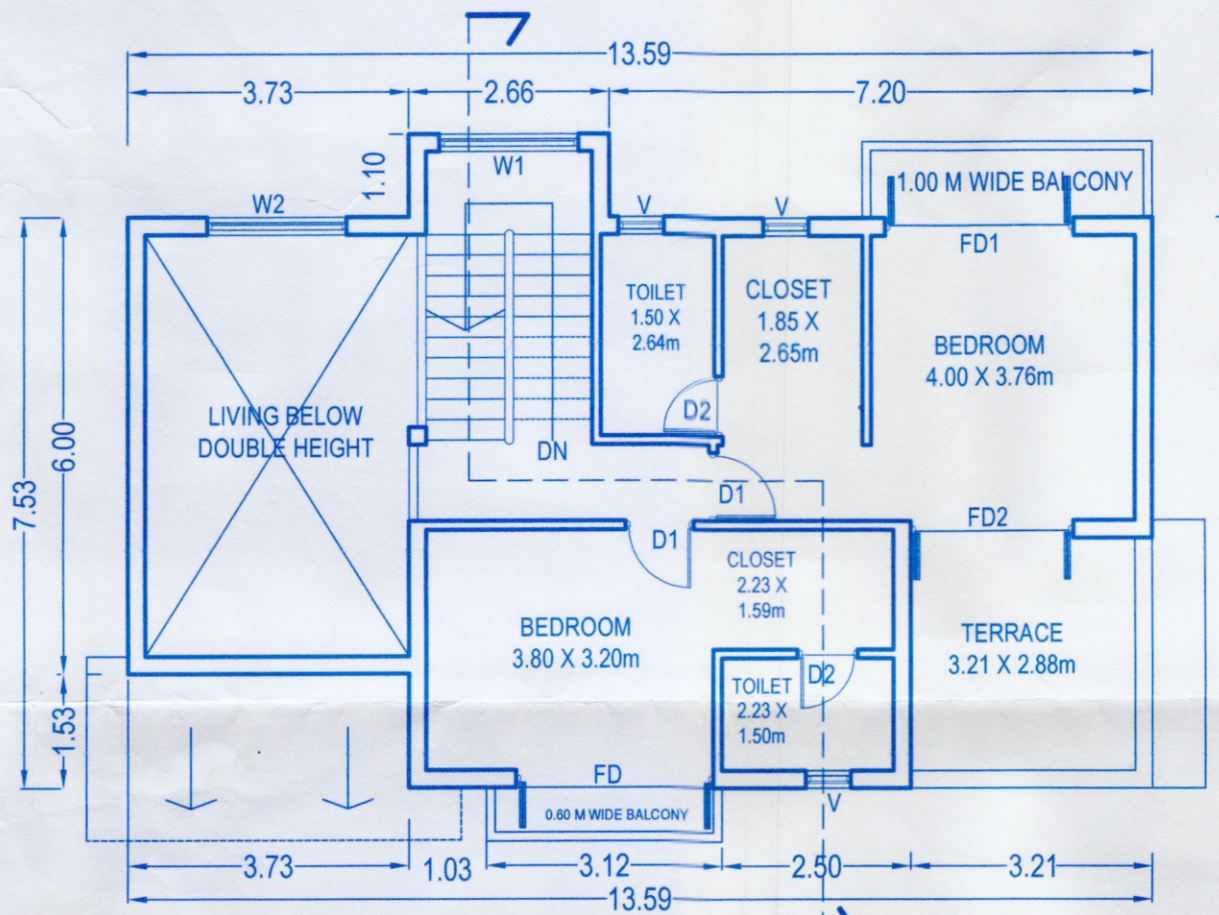 13.59
3.73
2.66
7.20
1.10
W1
W2
V
V
1.00 M WIDE BALCONY
FD1
TOILET
1.50 X
2.64m
CLOSET
1.85 X
2.65m
BEDROOM
4.00 X 3.76m
LIVING BELOW
DOUBLE HEIGHT
D2
DN
D1
7.53
6.00
FD2
D1
CLOSET
2.23 X
1.59m
BEDROOM
3.80 X 3.20m
TERRACE
3.21 X 2.88m
D2
TOILET
2.23 X
1.50m
1.53
FD
0.60 M WIDE BALCONY
V
3.73
1.03
3.12
2.50
3.21
13.59